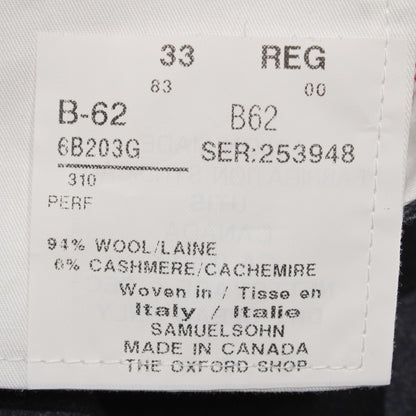 33 REG
83 00
B-62 B62
6B203G SER:253948
310
PERF
94% WOOL/LAINE
6% CASHMERE/CACHEMIRE
Woven in / Tisse en
Italy / Italie
SAMUELSOHN
MADE IN CANADA
THE OXFORD SHOP